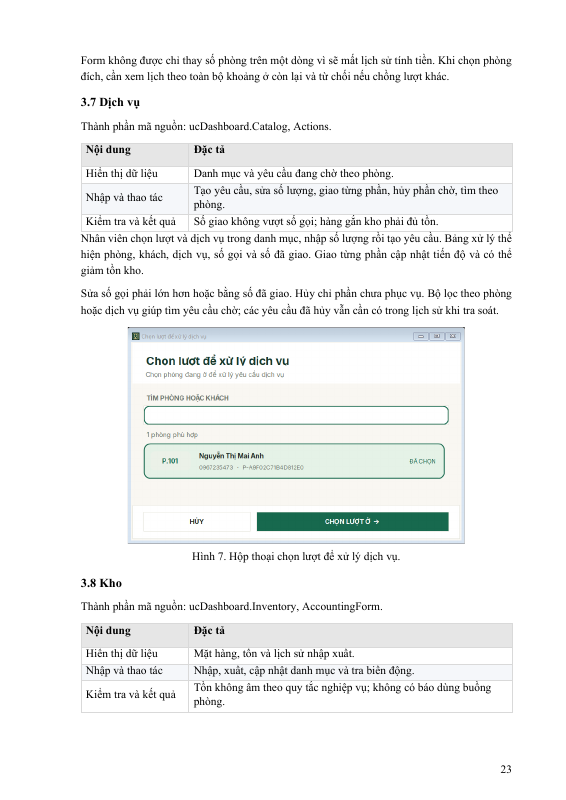 Form không được chỉ thay số phòng trên một dòng vì sẽ mất lịch sử tính tiền. Khi chọn phòng
đích, cần xem lịch theo toàn bộ khoảng ở còn lại và từ chối nếu chồng lượt khác.
3.7 Dịch vụ
Thành phần mã nguồn: ucDashboard.Catalog, Actions.
Nội dung Đặc tả
Hiển thị dữ liệu Danh mục và yêu cầu đang chờ theo phòng.
Nhập và thao tác Tạo yêu cầu, sửa số lượng, giao từng phần, hủy phần chờ, tìm theo
phòng.
Kiểm tra và kết quả Số giao không vượt số gọi; hàng gắn kho phải đủ tồn.
Nhân viên chọn lượt và dịch vụ trong danh mục, nhập số lượng rồi tạo yêu cầu. Bảng xử lý thể
hiện phòng, khách, dịch vụ, số gọi và số đã giao. Giao từng phần cập nhật tiến độ và có thể
giảm tồn kho.
Sửa số gọi phải lớn hơn hoặc bằng số đã giao. Hủy chỉ phần chưa phục vụ. Bộ lọc theo phòng
hoặc dịch vụ giúp tìm yêu cầu chờ; các yêu cầu đã hủy vẫn cần có trong lịch sử khi tra soát.
Chọn lượt để xử lý dịch vụ
Chọn lượt để xử lý dịch vụ
Chọn phòng đang ở để xử lý yêu cầu dịch vụ
TÌM PHÒNG HOẶC KHÁCH
1 phòng phù hợp
P.101 Nguyễn Thị Mai Anh ĐÃ CHỌN
0967235473 · P-A9F02C71B4D812E0
HỦY CHỌN LƯỢT Ở →
Hình 7. Hộp thoại chọn lượt để xử lý dịch vụ.
3.8 Kho
Thành phần mã nguồn: ucDashboard.Inventory, AccountingForm.
Nội dung Đặc tả
Hiển thị dữ liệu Mặt hàng, tồn và lịch sử nhập xuất.
Nhập và thao tác Nhập, xuất, cập nhật danh mục và tra biến động.
Kiểm tra và kết quả Tồn không âm theo quy tắc nghiệp vụ; không có báo dùng buồng
phòng.
23